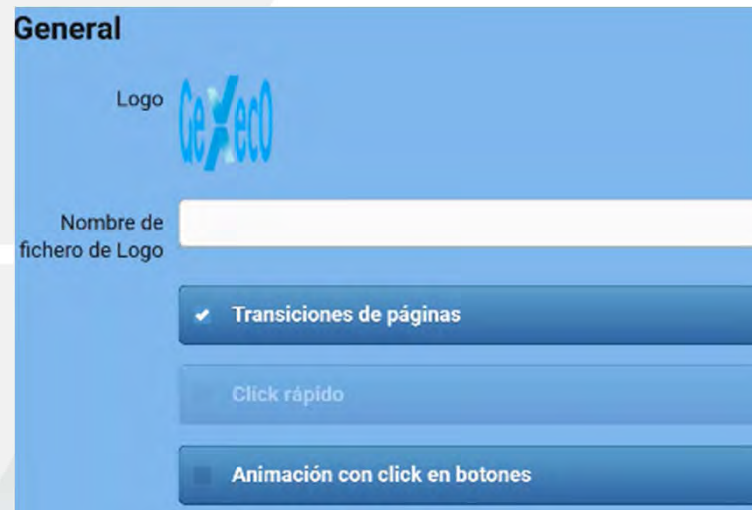 General
Logo
GeXecO
Nombre de
fichero de Logo
Transiciones de páginas
Click rápido
Animación con click en botones